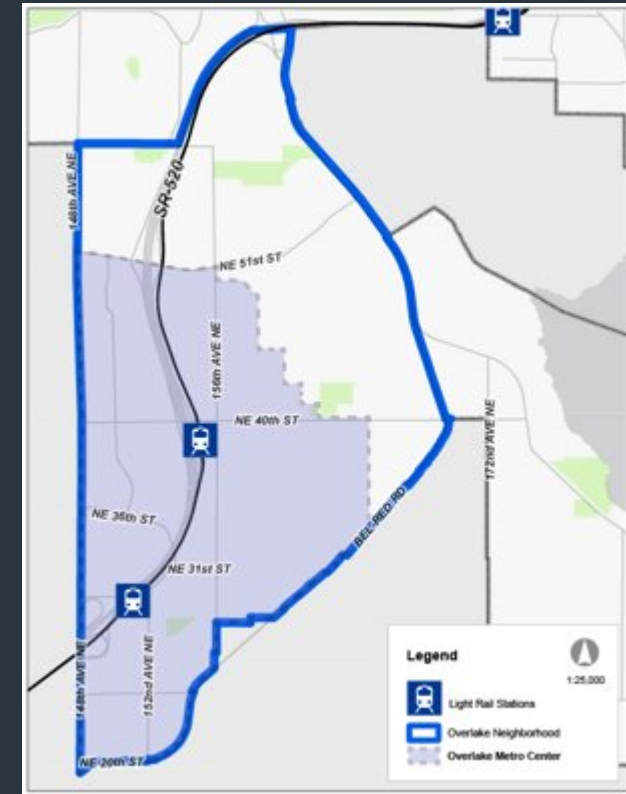 148th AVE NE
SR-520
NE 51st ST
156th AVE NE
NE 40th ST
172nd AVE NE
BEL-RED RD
NE 36th ST
NE 31st ST
148th AVE NE
152nd AVE NE
NE 20th ST
Legend
1:25,000
Light Rail Stations
Overlake Neighborhood
Overlake Metro Center